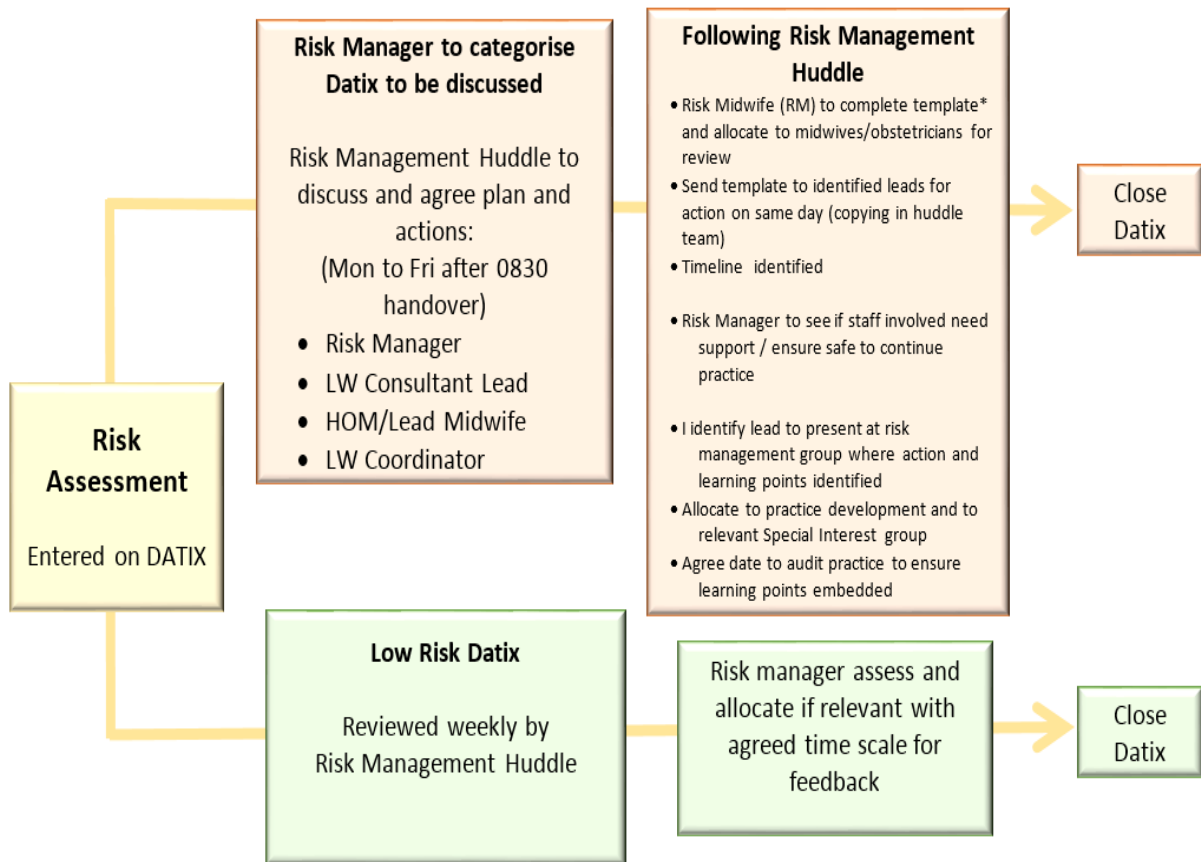 Risk
Assessment
Entered on DATIX
Risk Manager to categorise
Datix to be discussed
Risk Management Huddle to
discuss and agree plan and
actions:
(Mon to Fri after 0830
handover)
• Risk Manager
• LW Consultant Lead
• HOM/Lead Midwife
• LW Coordinator
Following Risk Management
Huddle
• Risk Midwife (RM) to complete template*
and allocate to midwives/obstetricians for
review
• Send template to identified leads for
action on same day (copying in huddle
team)
• Timeline identified
• Risk Manager to see if staff involved need
support / ensure safe to continue
practice
• I identify lead to present at risk
management group where action and
learning points identified
• Allocate to practice development and to
relevant Special Interest group
• Agree date to audit practice to ensure
learning points embedded
Close
Datix
Low Risk Datix
Reviewed weekly by
Risk Management Huddle
Risk manager assess and
allocate if relevant with
agreed time scale for
feedback
Close
Datix